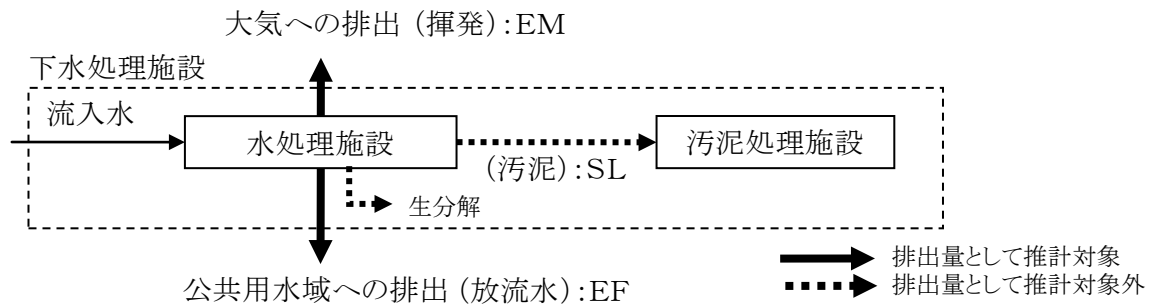 大気への排出（揮発）:EM
下水処理施設
流入水
水処理施設
汚泥処理施設
（汚泥）:SL
生分解
公共用水域への排出（放流水）:EF
排出量として推計対象
排出量として推計対象外